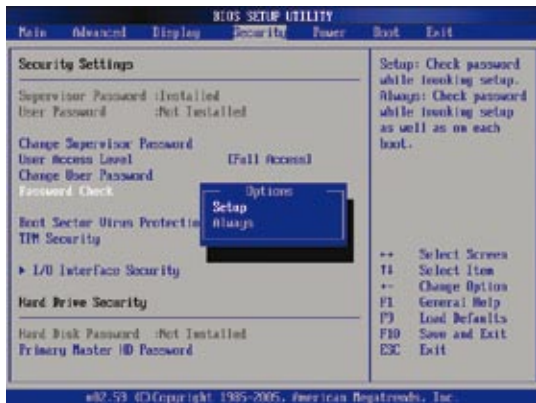 BIOS SETUP UTILITY
Main Advanced Display Security Power Boot Exit
Security Settings
Supervisor Password :Installed
User Password :Not Installed
Change Supervisor Password
User Access Level [Full Access]
Change User Password
Password Check
Boot Sector Virus Protectio
TPM Security
I/O Interface Security
Hard Drive Security
Hard Disk Password :Not Installed
Primary Master HD Password
Options
Setup
Always
Setup: Check password
while invoking setup.
Always: Check password
while invoking setup
as well as on each
boot.
Select Screen
Select Item
+- Change Option
F1 General Help
Load Defaults
F10 Save and Exit
ESC Exit
v02.53 (C)Copyright 1985-2005, American Megatrends, Inc.